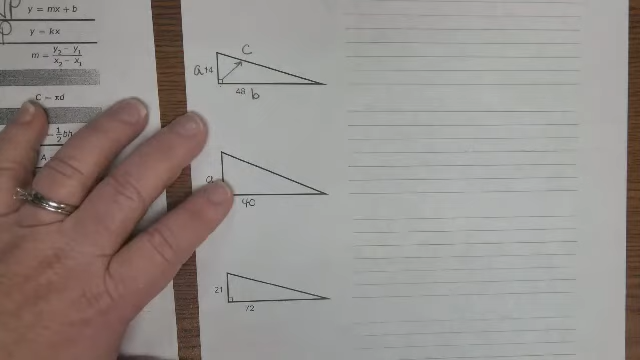 y = mx + b
y = kx
m = y₂ − y₁ / x₂ − x₁
C = πd
½bh
A
c
a 14
48 b
a
40
21
72